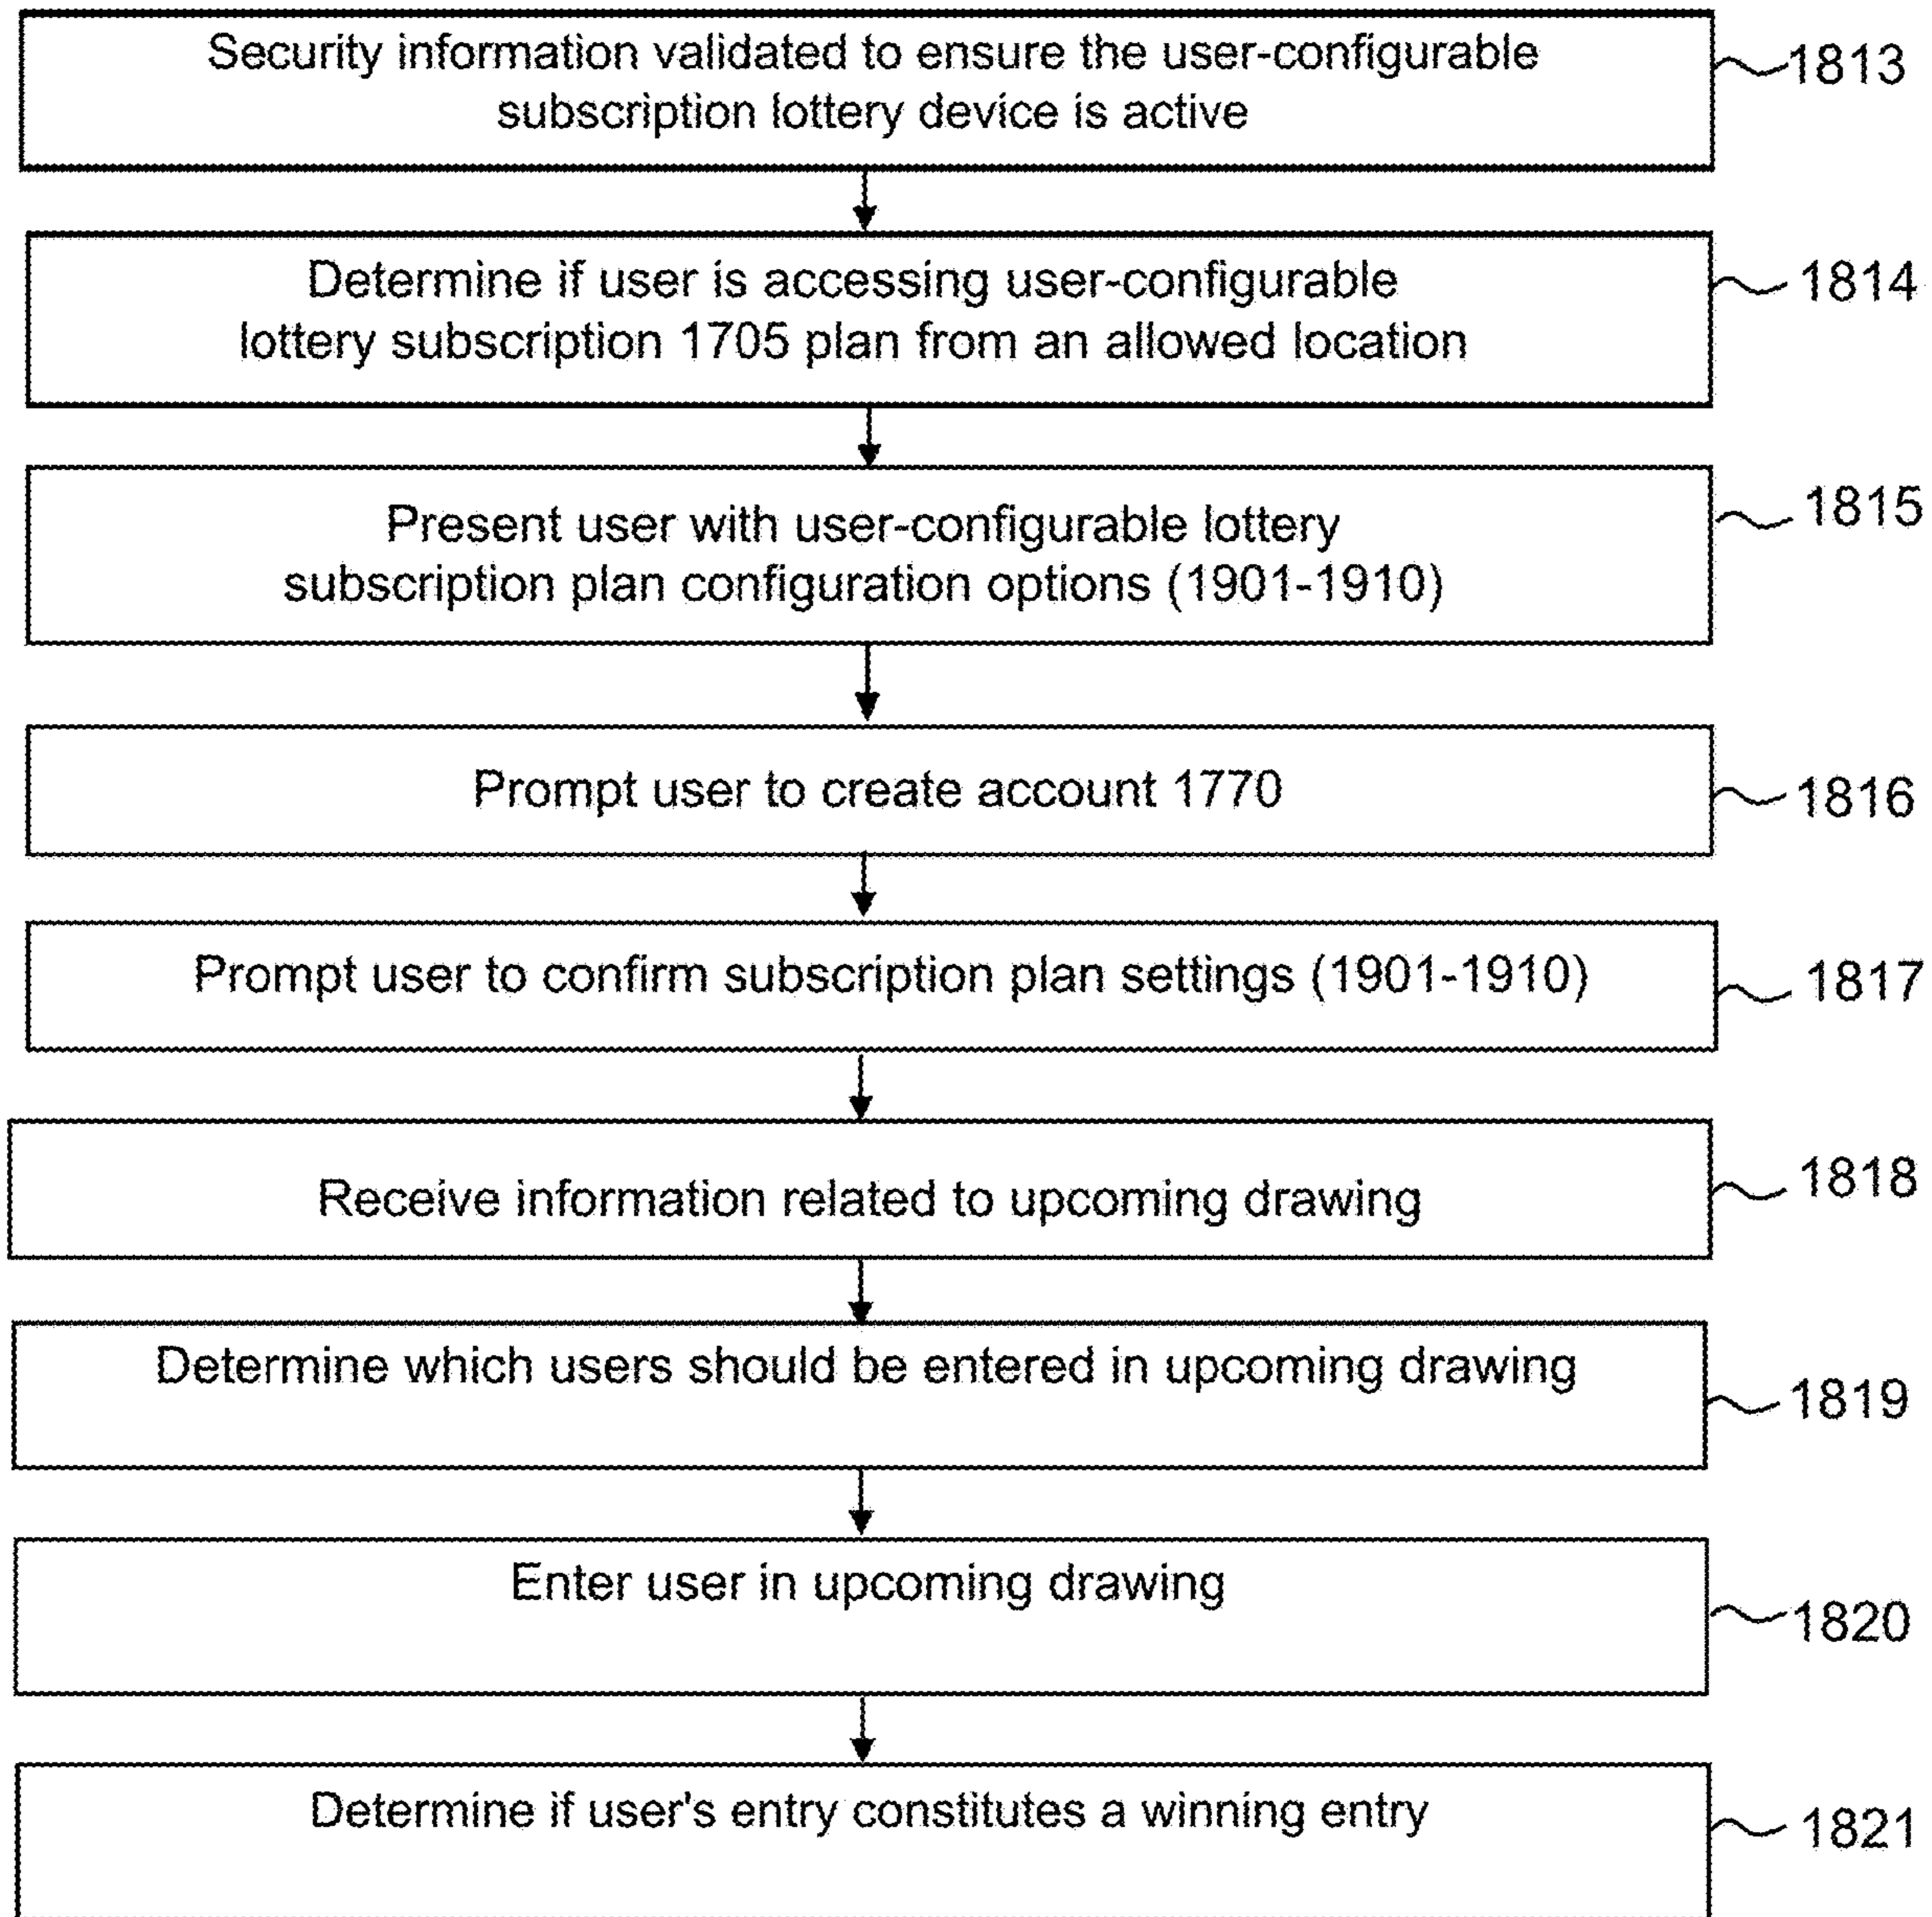 Security information validated to ensure the user-configurable
subscription lottery device is active
1813
Determine if user is accessing user-configurable
lottery subscription 1705 plan from an allowed location
1814
Present user with user-configurable lottery
subscription plan configuration options (1901-1910)
1815
Prompt user to create account 1770
1816
Prompt user to confirm subscription plan settings (1901-1910)
1817
Receive information related to upcoming drawing
1818
Determine which users should be entered in upcoming drawing
1819
Enter user in upcoming drawing
1820
Determine if user's entry constitutes a winning entry
1821